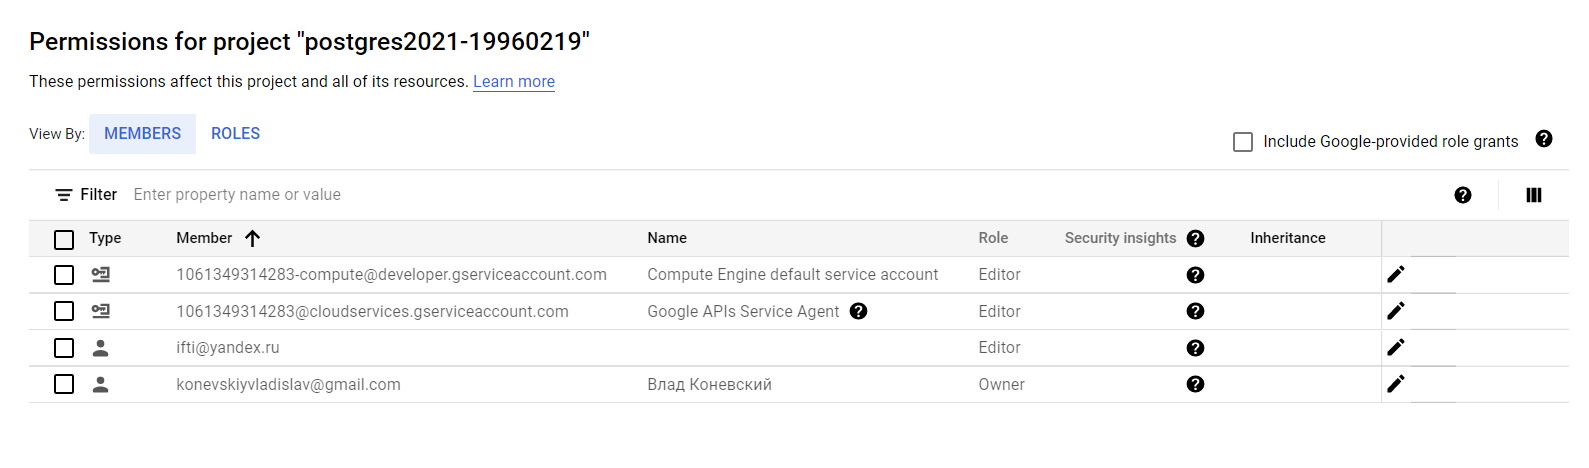 Permissions for project "postgres2021-19960219"
These permissions affect this project and all of its resources. Learn more
View By: MEMBERS ROLES
Include Google-provided role grants ?
Filter Enter property name or value ?
Type Member Name Role Security insights ? Inheritance
1061349314283-compute@developer.gserviceaccount.com Compute Engine default service account Editor ?
1061349314283@cloudservices.gserviceaccount.com Google APIs Service Agent ? Editor ?
ifti@yandex.ru Editor ?
konevskiyvladislav@gmail.com Влад Коневский Owner ?